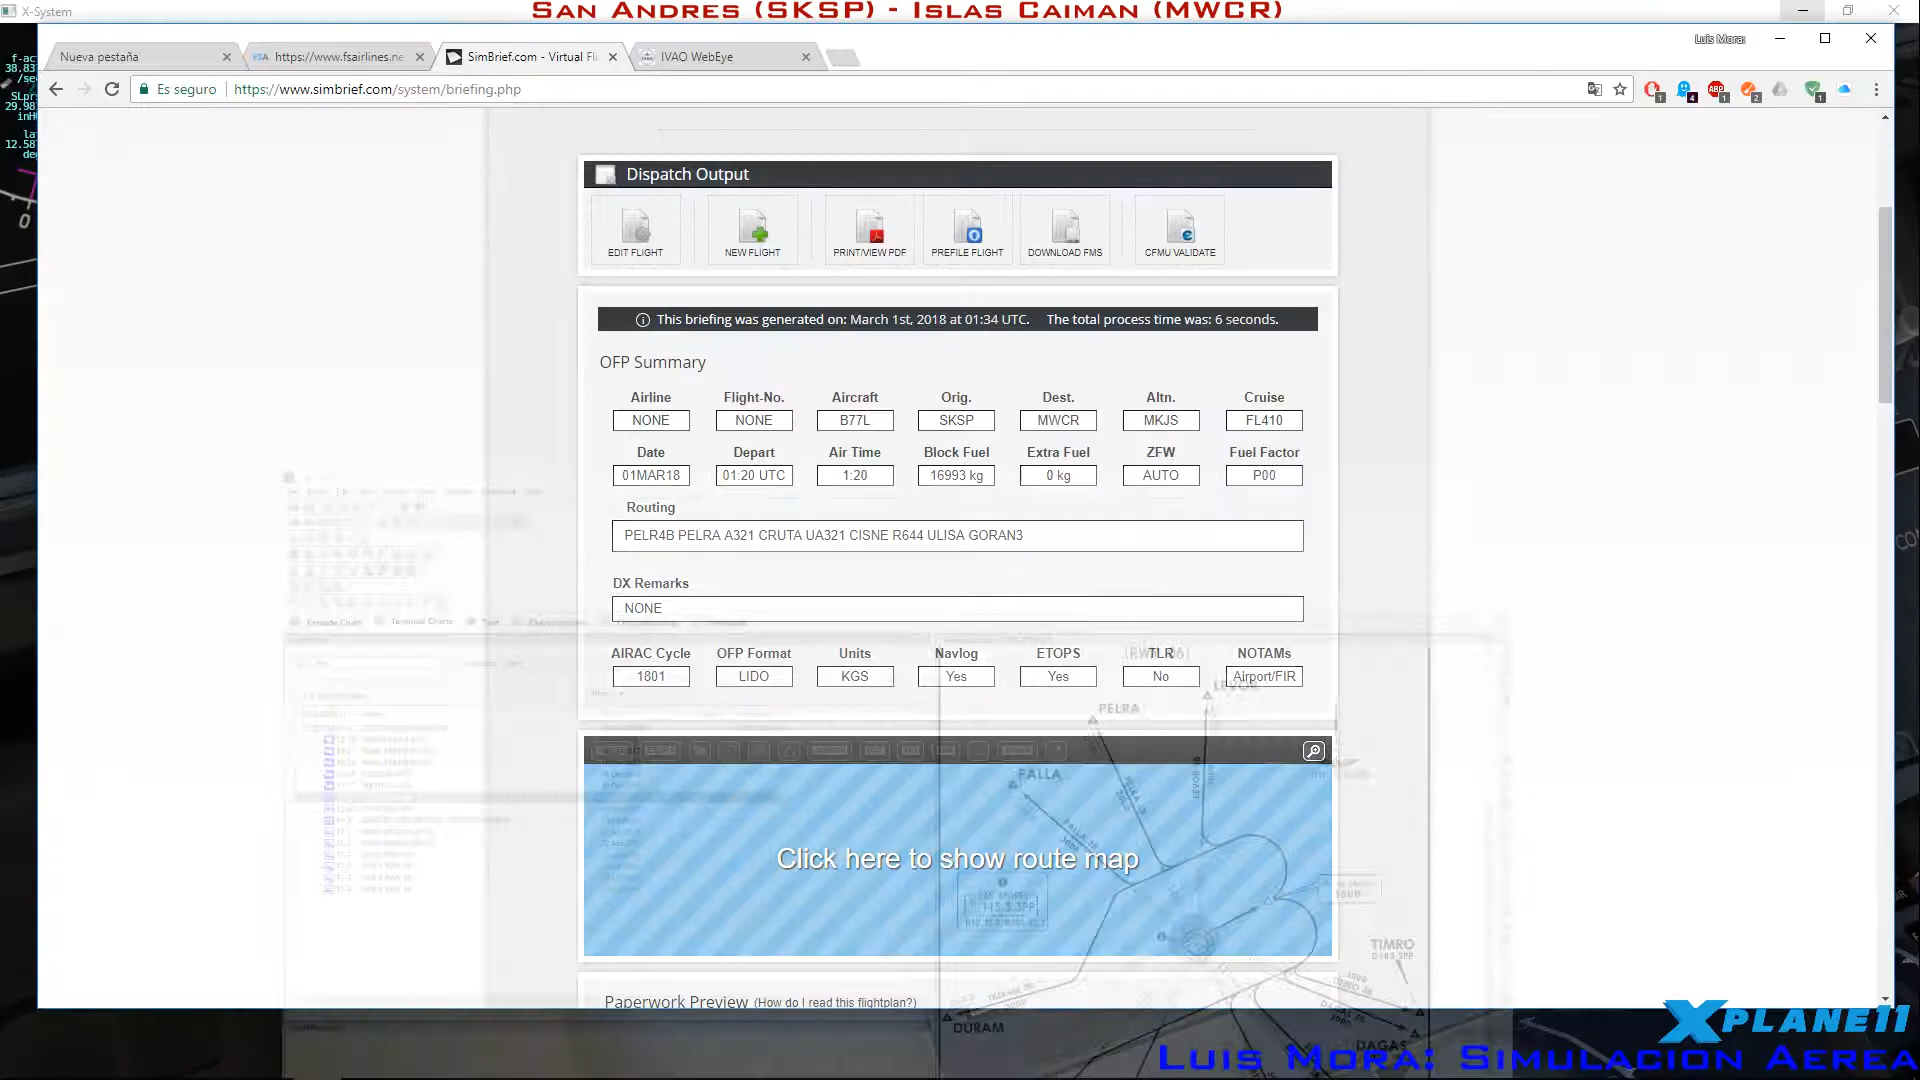 X-System
San Andres (SKSP) - Islas Caiman (MWCR)
Luis Mora:
Nueva pestaña
FSA https://www.fsairlines.ne
SimBrief.com - Virtual Fli
IVAO WebEye
Es seguro https://www.simbrief.com/system/briefing.php
Dispatch Output
EDIT FLIGHT
NEW FLIGHT
PRINT/VIEW PDF
PREFILE FLIGHT
DOWNLOAD FMS
CFMU VALIDATE
This briefing was generated on: March 1st, 2018 at 01:34 UTC. The total process time was: 6 seconds.
OFP Summary
Airline Flight-No. Aircraft Orig. Dest. Altn. Cruise
NONE NONE B77L SKSP MWCR MKJS FL410
Date Depart Air Time Block Fuel Extra Fuel ZFW Fuel Factor
01MAR18 01:20 UTC 1:20 16993 kg 0 kg AUTO P00
Routing
PELR4B PELRA A321 CRUTA UA321 CISNE R644 ULISA GORAN3
DX Remarks
NONE
AIRAC Cycle OFP Format Units Navlog ETOPS TLR NOTAMs
1801 LIDO KGS Yes Yes No Airport/FIR
Terminal Charts
PELRA
FALLA
Click here to show route map
TIMRO
Paperwork Preview (How do I read this flightplan?)
DURAM
DAGAS
XPLANE11
Luis Mora: Simulacion Aerea